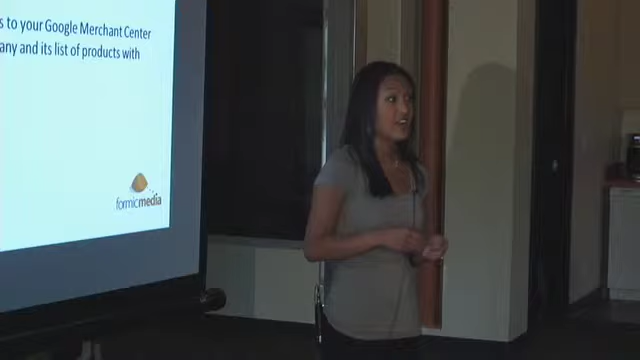 s to your Google Merchant Center
any and its list of products with
formicmedia